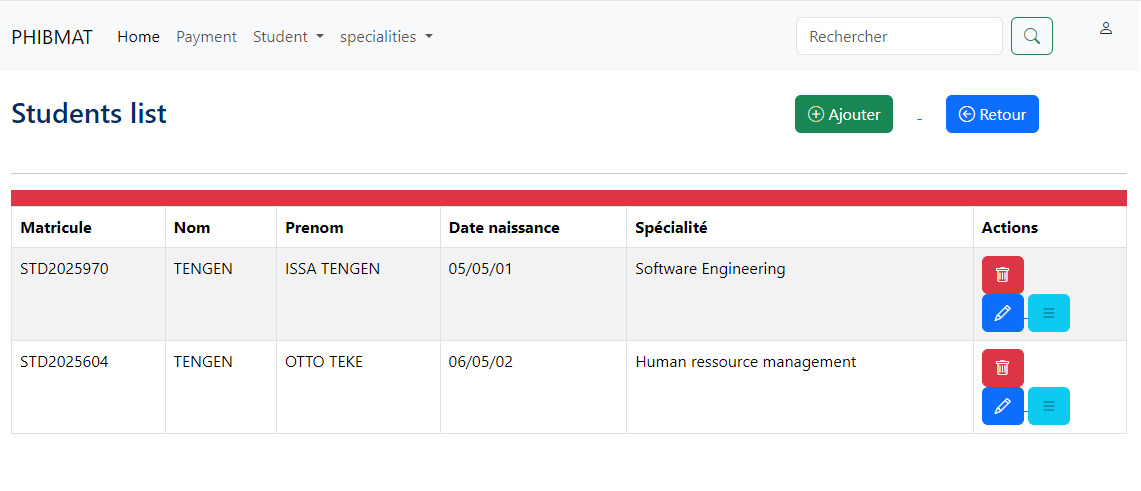 PHIBMAT Home Payment Student specialities Rechercher
Students list Ajouter - Retour
Matricule Nom Prenom Date naissance Spécialité Actions
STD2025970 TENGEN ISSA TENGEN 05/05/01 Software Engineering
STD2025604 TENGEN OTTO TEKE 06/05/02 Human ressource management